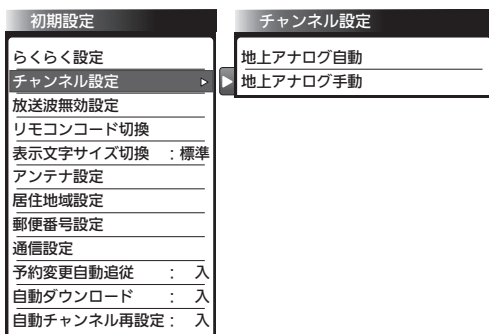 初期設定
らくらく設定
チャンネル設定
放送波無効設定
リモコンコード切換
表示文字サイズ切換 ：標準
アンテナ設定
居住地域設定
郵便番号設定
通信設定
予約変更自動追従 ： 入
自動ダウンロード ： 入
自動チャンネル再設定： 入
チャンネル設定
地上アナログ自動
地上アナログ手動